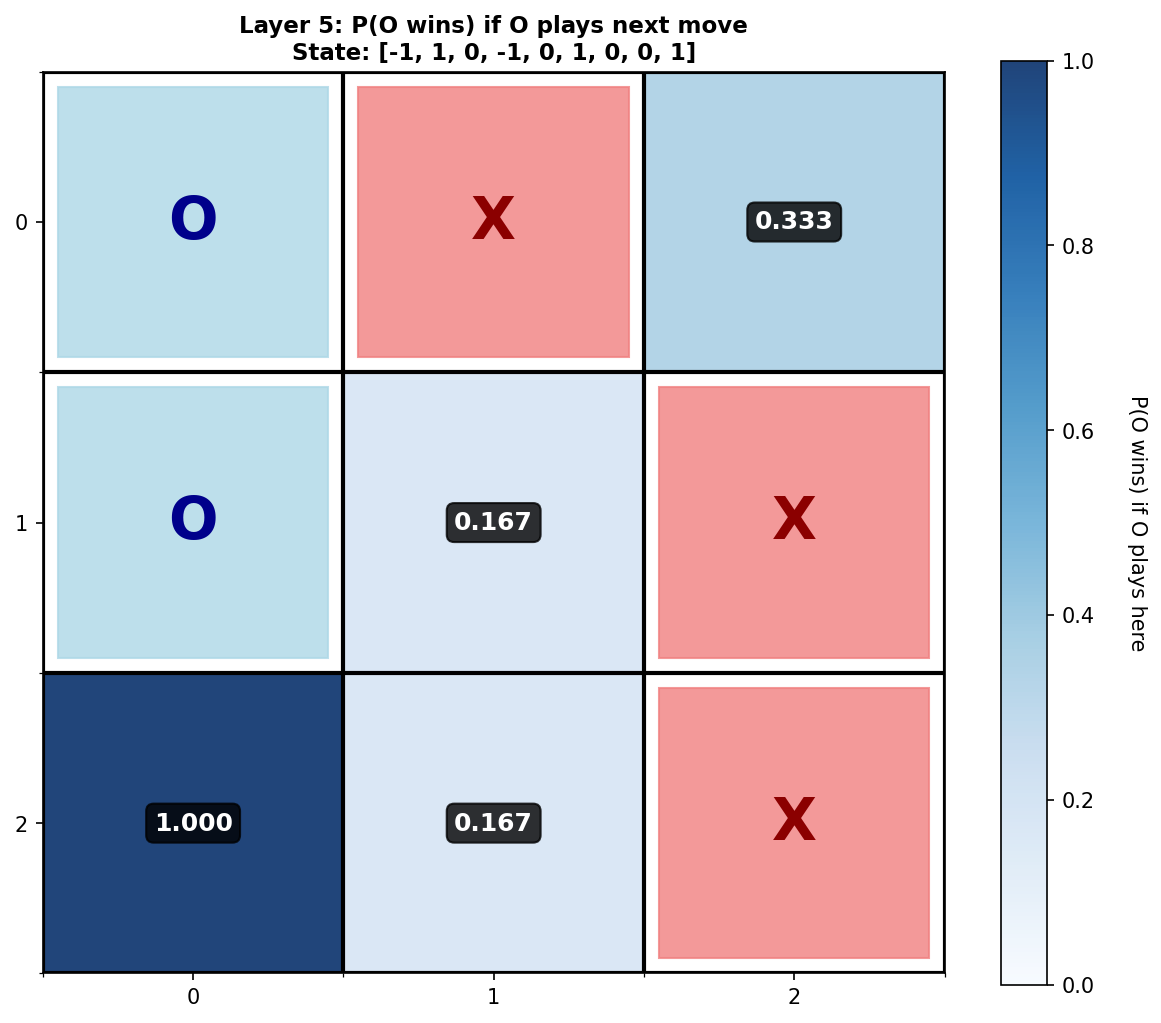 Layer 5: P(O wins) if O plays next move
State: [-1, 1, 0, -1, 0, 1, 0, 0, 1]
O X 0.333
O 0.167 X
1.000 0.167 X
0
1
2
0 1 2
1.0
0.8
0.6
0.4
0.2
0.0
P(O wins) if O plays here